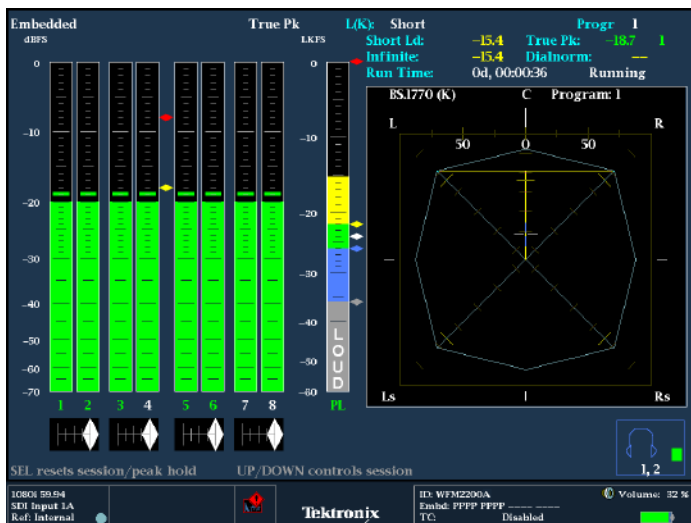 Embedded True Pk L(K): Short Progr 1
dBFS LKFS Short Ld: -15.4 True Pk: -18.7 1
Infinite: -15.4 Dialnorm: --
Run Time: 0d, 00:00:36 Running
0 0
-10 -10
-20 -20
-30 -30
-40 -40
-50 -50
-60
-70 -60
LOUD
1 2 3 4 5 6 7 8 PL
BS.1770 (K) C Program: 1
L R
50 0 50
Ls Rs
1, 2
SEL resets session/peak hold UP/DOWN controls session
1080i 59.94
SDI Input 1A
Ref: Internal
Tektronix
ID: WFM2200A Volume: 32 %
Embd: PPPP PPPP ---- ----
TC: Disabled